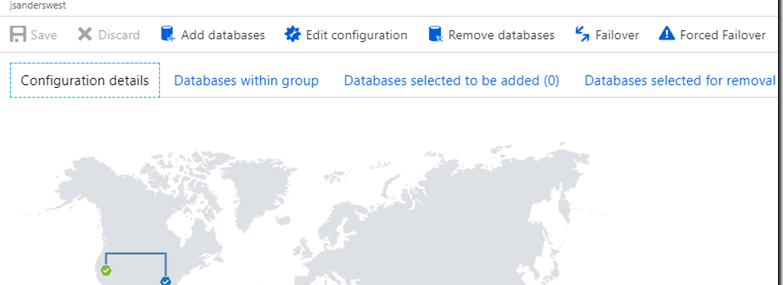 jsanderswest
Save Discard Add databases Edit configuration Remove databases Failover Forced Failover
Configuration details Databases within group Databases selected to be added (0) Databases selected for removal